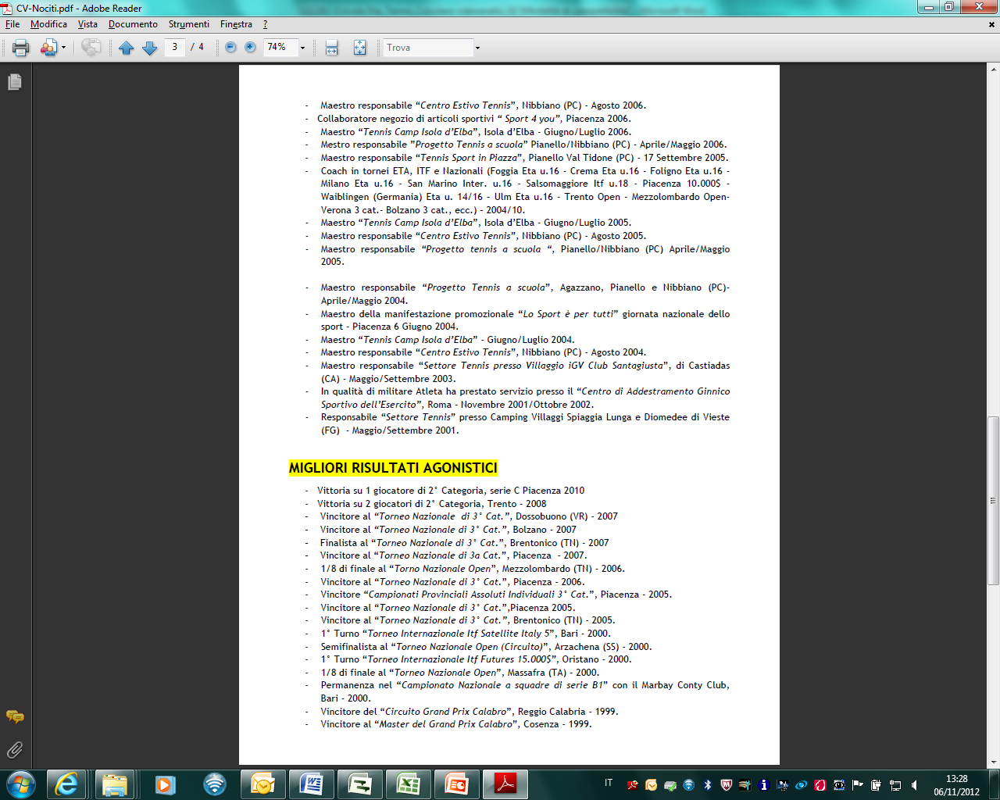 CV-Nociti.pdf - Adobe Reader
File Modifica Vista Documento Strumenti Finestra ?
3 / 4 74% Trova
- Maestro responsabile “Centro Estivo Tennis”, Nibbiano (PC) - Agosto 2006.
- Collaboratore negozio di articoli sportivi “ Sport 4 you”, Piacenza 2006.
- Maestro “Tennis Camp Isola d’Elba”, Isola d’Elba - Giugno/Luglio 2006.
- Mestro responsabile ”Progetto Tennis a scuola” Pianello/Nibbiano (PC) - Aprile/Maggio 2006.
- Maestro responsabile “Tennis Sport in Piazza”, Pianello Val Tidone (PC) - 17 Settembre 2005.
- Coach in tornei ETA, ITF e Nazionali (Foggia Eta u.16 - Crema Eta u.16 - Foligno Eta u.16 -
Milano Eta u.16 - San Marino Inter. u.16 - Salsomaggiore Itf u.18 - Piacenza 10.000$ -
Waiblingen (Germania) Eta u. 14/16 – Ulm Eta u.16 - Trento Open - Mezzolombardo Open-
Verona 3 cat.- Bolzano 3 cat., ecc.) – 2004/10.
- Maestro “Tennis Camp Isola d’Elba”, Isola d’Elba - Giugno/Luglio 2005.
- Maestro responsabile “Centro Estivo Tennis”, Nibbiano (PC) - Agosto 2005.
- Maestro responsabile “Progetto tennis a scuola “, Pianello/Nibbiano (PC) Aprile/Maggio
2005.
- Maestro responsabile “Progetto Tennis a scuola”, Agazzano, Pianello e Nibbiano (PC)-
Aprile/Maggio 2004.
- Maestro della manifestazione promozionale “Lo Sport è per tutti” giornata nazionale dello
sport - Piacenza 6 Giugno 2004.
- Maestro “Tennis Camp Isola d’Elba” - Giugno/Luglio 2004.
- Maestro responsabile “Centro Estivo Tennis”, Nibbiano (PC) - Agosto 2004.
- Maestro responsabile “Settore Tennis presso Villaggio iGV Club Santagiusta”, di Castiadas
(CA) - Maggio/Settembre 2003.
- In qualità di militare Atleta ha prestato servizio presso il “Centro di Addestramento Ginnico
Sportivo dell’Esercito”, Roma - Novembre 2001/Ottobre 2002.
- Responsabile “Settore Tennis” presso Camping Villaggi Spiaggia Lunga e Diomedee di Vieste
(FG) - Maggio/Settembre 2001.
MIGLIORI RISULTATI AGONISTICI
- Vittoria su 1 giocatore di 2° Categoria, serie C Piacenza 2010
- Vittoria su 2 giocatori di 2° Categoria, Trento - 2008
- Vincitore al “Torneo Nazionale di 3° Cat.”, Dossobuono (VR) - 2007
- Vincitore al “Torneo Nazionale di 3° Cat.”, Bolzano - 2007
- Finalista al “Torneo Nazionale di 3° Cat.”, Brentonico (TN) - 2007
- Vincitore al “Torneo Nazionale di 3a Cat.”, Piacenza - 2007.
- 1/8 di finale al “Torno Nazionale Open”, Mezzolombardo (TN) - 2006.
- Vincitore al “Torneo Nazionale di 3° Cat.”, Piacenza - 2006.
- Vincitore “Campionati Provinciali Assoluti Individuali 3° Cat.”, Piacenza - 2005.
- Vincitore al “Torneo Nazionale di 3° Cat.”,Piacenza 2005.
- Vincitore al “Torneo Nazionale di 3° Cat.”, Brentonico (TN) - 2005.
- 1° Turno “Torneo Internazionale Itf Satellite Italy 5”, Bari - 2000.
- Semifinalista al “Torneo Nazionale Open (Circuito)”, Arzachena (SS) - 2000.
- 1° Turno “Torneo Internazionale Itf Futures 15.000$”, Oristano - 2000.
- 1/8 di finale al “Torneo Nazionale Open”, Massafra (TA) - 2000.
- Permanenza nel “Campionato Nazionale a squadre di serie B1” con il Marbay Conty Club,
Bari - 2000.
- Vincitore del “Circuito Grand Prix Calabro”, Reggio Calabria - 1999.
- Vincitore al “Master del Grand Prix Calabro”, Cosenza - 1999.
IT 13:28
06/11/2012